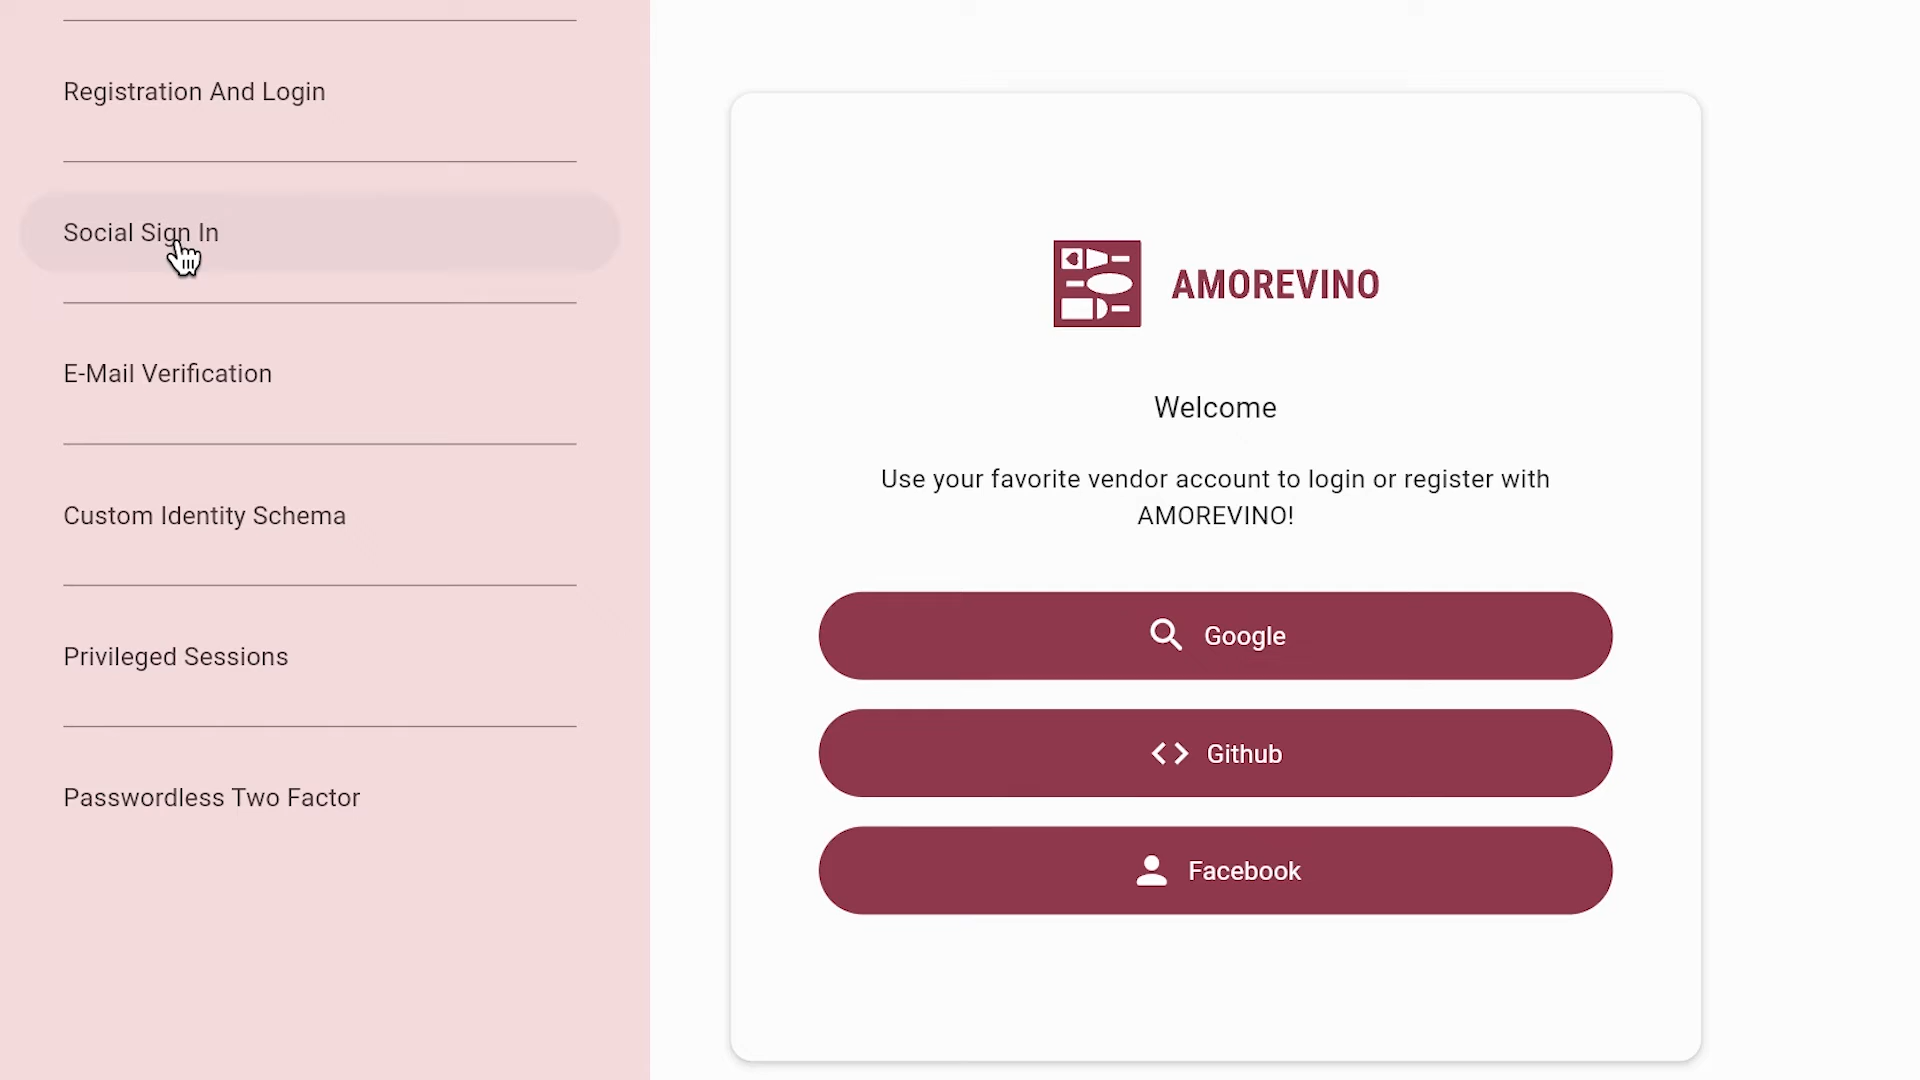 Registration And Login
Social Sign In
E-Mail Verification
Custom Identity Schema
Privileged Sessions
Passwordless Two Factor
AMOREVINO
Welcome
Use your favorite vendor account to login or register with
AMOREVINO!
Google
Github
Facebook